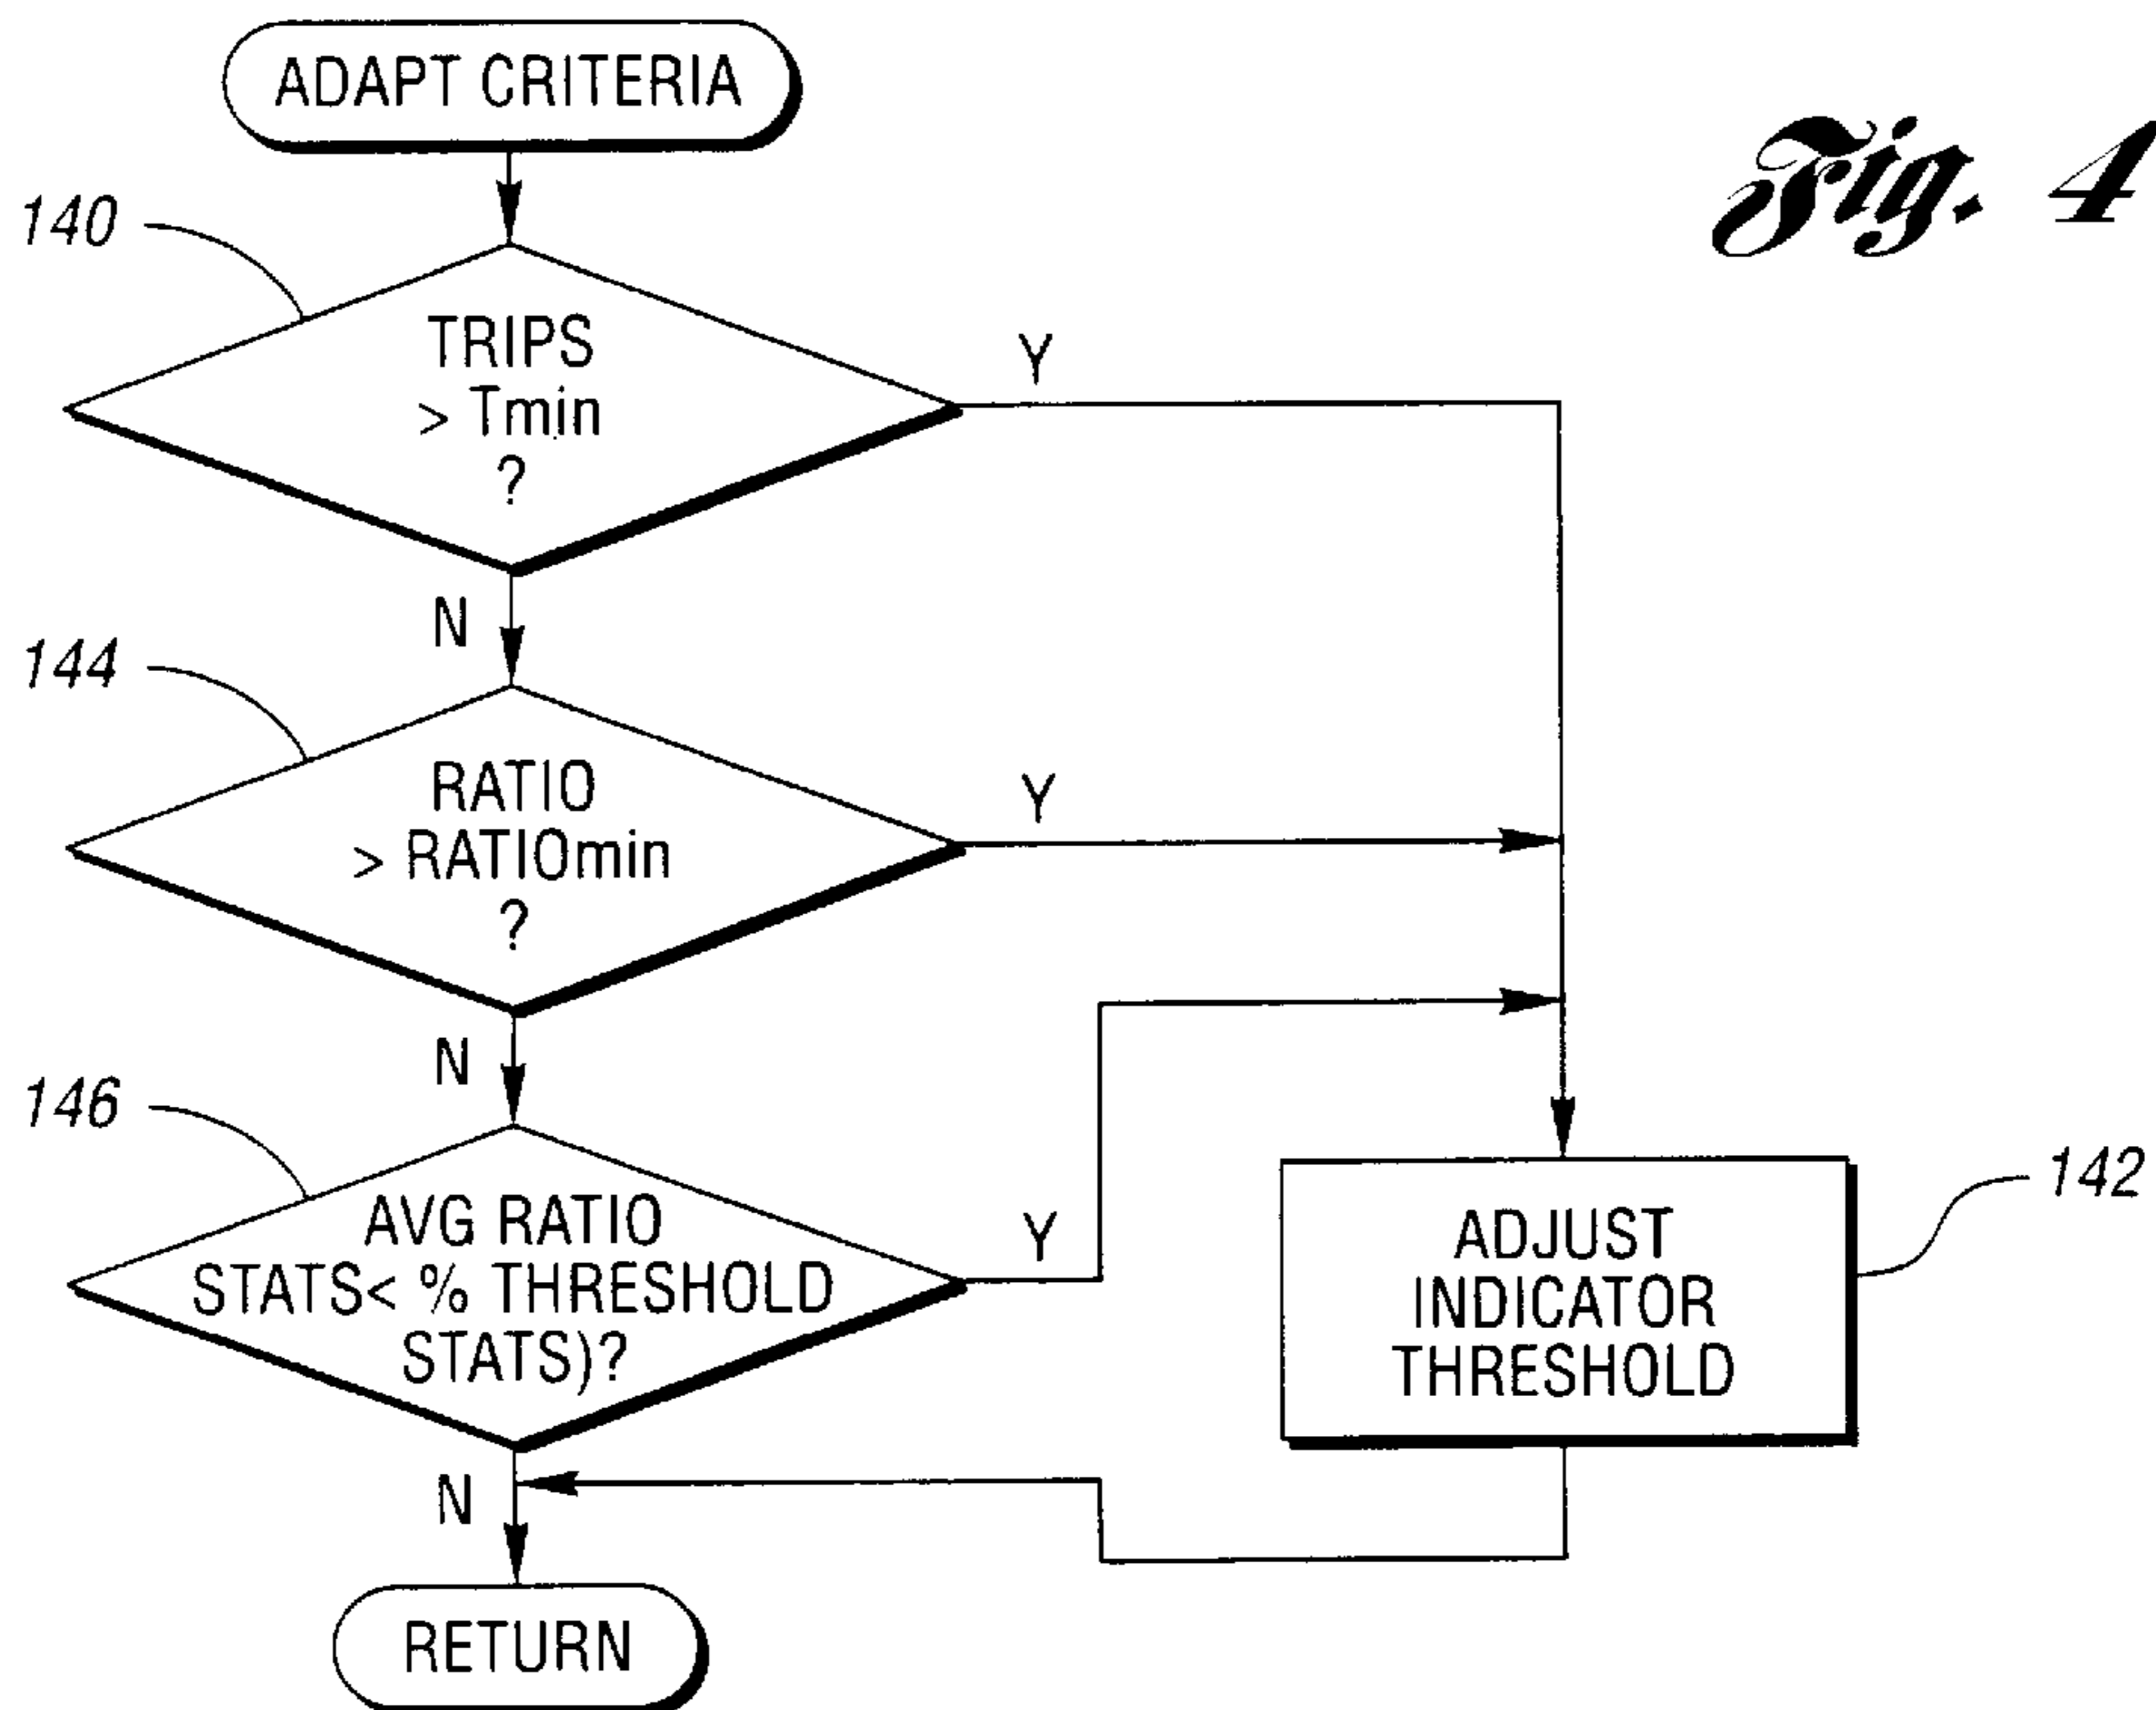 ADAPT CRITERIA
Fig. 4
140
TRIPS
> Tmin
?
Y
N
144
RATIO
> RATIOmin
?
Y
N
146
AVG RATIO
STATS< % THRESHOLD
STATS)?
Y
N
142
ADJUST
INDICATOR
THRESHOLD
RETURN